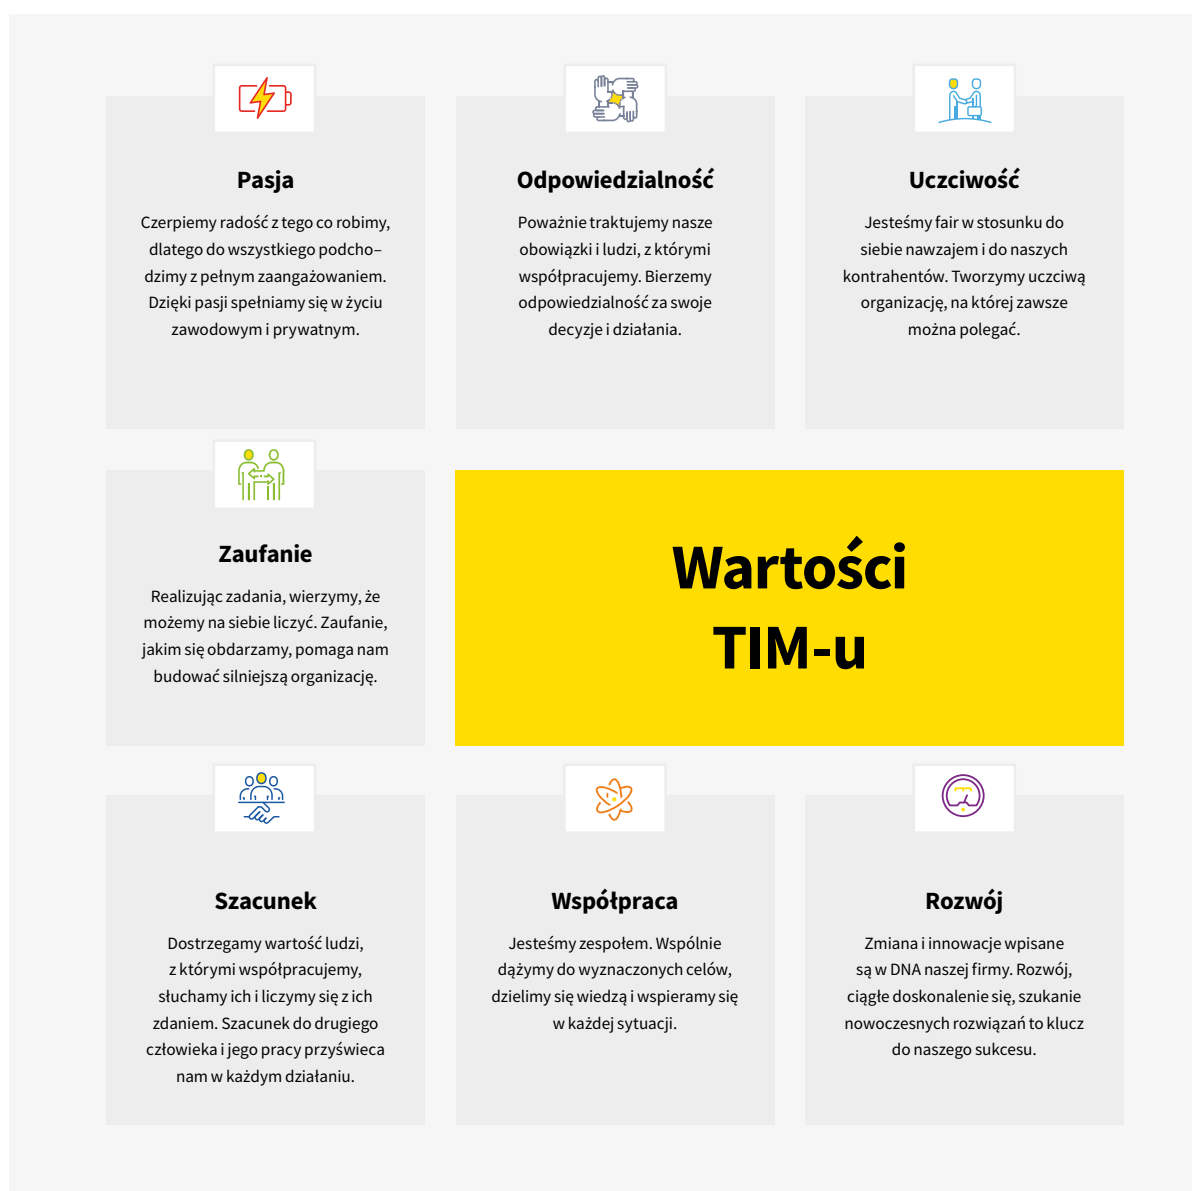 Pasja
Czerpiemy radość z tego co robimy,
dlatego do wszystkiego podcho–
dzimy z pełnym zaangażowaniem.
Dzięki pasji spełniamy się w życiu
zawodowym i prywatnym.
Odpowiedzialność
Poważnie traktujemy nasze
obowiązki i ludzi, z którymi
współpracujemy. Bierzemy
odpowiedzialność za swoje
decyzje i działania.
Uczciwość
Jesteśmy fair w stosunku do
siebie nawzajem i do naszych
kontrahentów. Tworzymy uczciwą
organizację, na której zawsze
można polegać.
Zaufanie
Realizując zadania, wierzymy, że
możemy na siebie liczyć. Zaufanie,
jakim się obdarzamy, pomaga nam
budować silniejszą organizację.
Wartości
TIM-u
Szacunek
Dostrzegamy wartość ludzi,
z którymi współpracujemy,
słuchamy ich i liczymy się z ich
zdaniem. Szacunek do drugiego
człowieka i jego pracy przyświeca
nam w każdym działaniu.
Współpraca
Jesteśmy zespołem. Wspólnie
dążymy do wyznaczonych celów,
dzielimy się wiedzą i wspieramy się
w każdej sytuacji.
Rozwój
Zmiana i innowacje wpisane
są w DNA naszej firmy. Rozwój,
ciągłe doskonalenie się, szukanie
nowoczesnych rozwiązań to klucz
do naszego sukcesu.